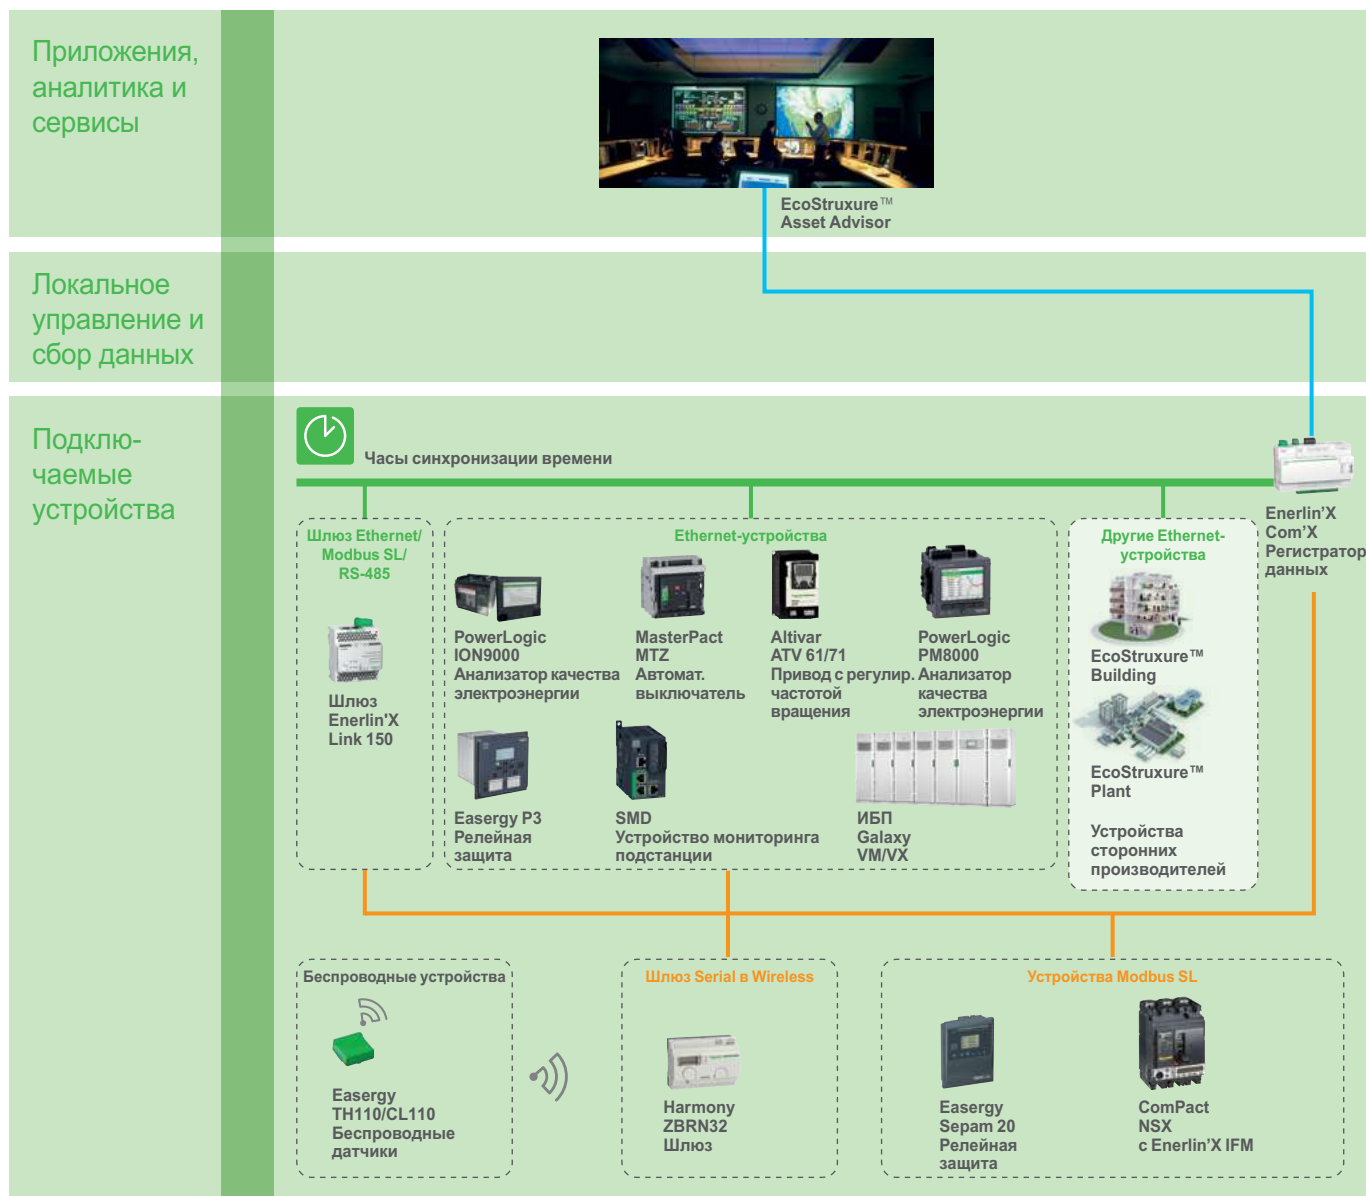 Приложения,
аналитика и
сервисы
EcoStruxure™
Asset Advisor
Локальное
управление и
сбор данных
Подклю-
чаемые
устройства
Часы синхронизации времени
Enerlin’X
Com’X
Регистратор
данных
Шлюз Ethernet/
Modbus SL/
RS-485
Шлюз
Enerlin'X
Link 150
Ethernet-устройства
PowerLogic
ION9000
Анализатор качества
электроэнергии
MasterPact
MTZ
Автомат.
выключатель
Altivar
ATV 61/71
Привод с регулир.
частотой
вращения
PowerLogic
PM8000
Анализатор
качества
электроэнергии
Easergy P3
Релейная
защита
SMD
Устройство мониторинга
подстанции
ИБП
Galaxy
VM/VX
Другие Ethernet-
устройства
EcoStruxure™
Building
EcoStruxure™
Plant
Устройства
сторонних
производителей
Беспроводные устройства
Easergy
TH110/CL110
Беспроводные
датчики
Шлюз Serial в Wireless
Harmony
ZBRN32
Шлюз
Устройства Modbus SL
Easergy
Sepam 20
Релейная
защита
ComPact
NSX
с Enerlin’X IFM